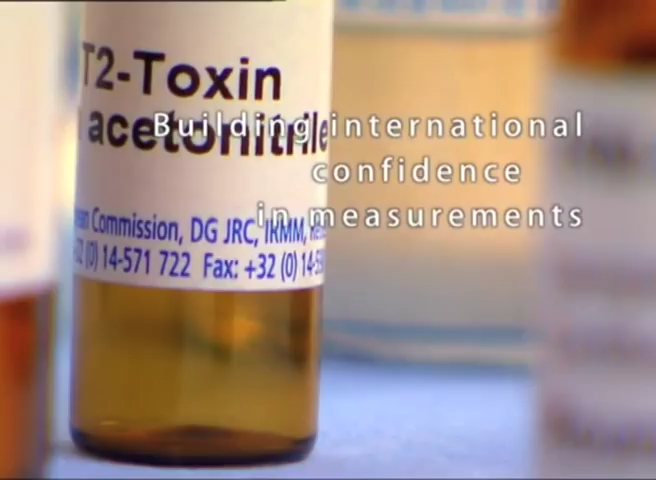 T2-Toxin
acetonitrile
Commission, DG JRC, IRMM,
(0) 14-571 722 Fax: +32 (0) 14-5
Building international
confidence
in measurements